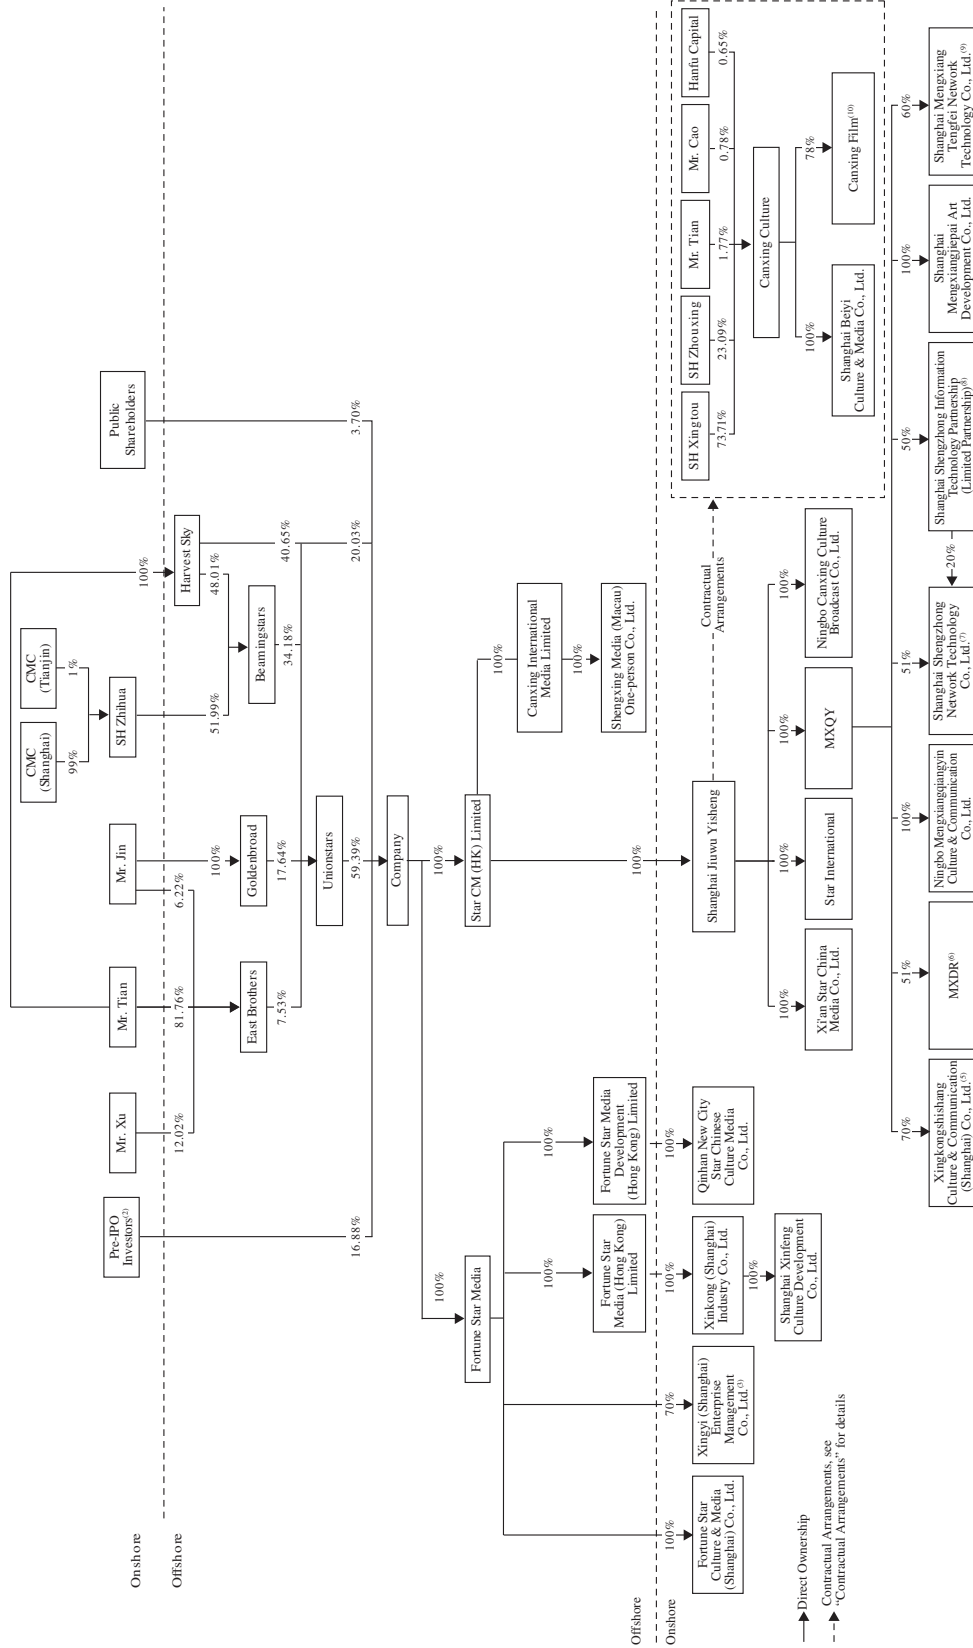 Onshore
Offshore
CMC
(Shanghai)
CMC
(Tianjin)
99%
1%
Pre-IPO
Investors(2)
Mr. Xu
Mr. Tian
Mr. Jin
SH Zhihua
Public
Shareholders
100%
12.02%
81.76%
6.22%
100%
51.99%
Harvest Sky
48.01%
East Brothers
Goldenbroad
Beamingstars
7.53%
17.64%
34.18%
40.65%
Unionstars
16.88%
59.39%
20.03%
3.70%
Company
100%
100%
Fortune Star Media
Star CM (HK) Limited
100%
Canxing International
Media Limited
100%
100%
100%
Fortune Star
Media (Hong Kong)
Limited
Fortune Star Media
Development
(Hong Kong) Limited
Shengxing Media (Macau)
One-person Co., Ltd.
Offshore
Onshore
100%
70%
100%
100%
100%
Fortune Star
Culture & Media
(Shanghai) Co., Ltd.
Xingyi (Shanghai)
Enterprise
Management
Co., Ltd.(3)
Xinkong (Shanghai)
Industry Co., Ltd.
Qinhan New City
Star Chinese
Culture Media
Co., Ltd.
Shanghai Jiuwu Yisheng
Contractual
Arrangements
SH Xingtou
SH Zhouxing
Mr. Tian
Mr. Cao
Hanfu Capital
73.71%
23.09%
1.77%
0.78%
0.65%
100%
Shanghai Xinfeng
Culture Development
Co., Ltd.
Canxing Culture
100%
100%
100%
100%
Xi'an Star China
Media Co., Ltd.
Star International
MXQY
Ningbo Canxing Culture
Broadcast Co., Ltd.
100%
78%
Shanghai Beiyi
Culture & Media Co., Ltd.
Canxing Film(10)
70%
51%
100%
51%
50%
100%
60%
Xingkongshishang
Culture & Communication
(Shanghai) Co., Ltd.(5)
MXDR(6)
Ningbo Mengxiangqiangyin
Culture & Communication
Co., Ltd.
Shanghai Shengzhong
Network Technology
Co., Ltd.(7)
20%
Shanghai Shengzhong Information
Technology Partnership
(Limited Partnership)(8)
Shanghai
Mengxiangjiepai Art
Development Co., Ltd.
Shanghai Mengxiang
Tengfei Network
Technology Co., Ltd.(9)
Direct Ownership
Contractual Arrangements, see
“Contractual Arrangements” for details